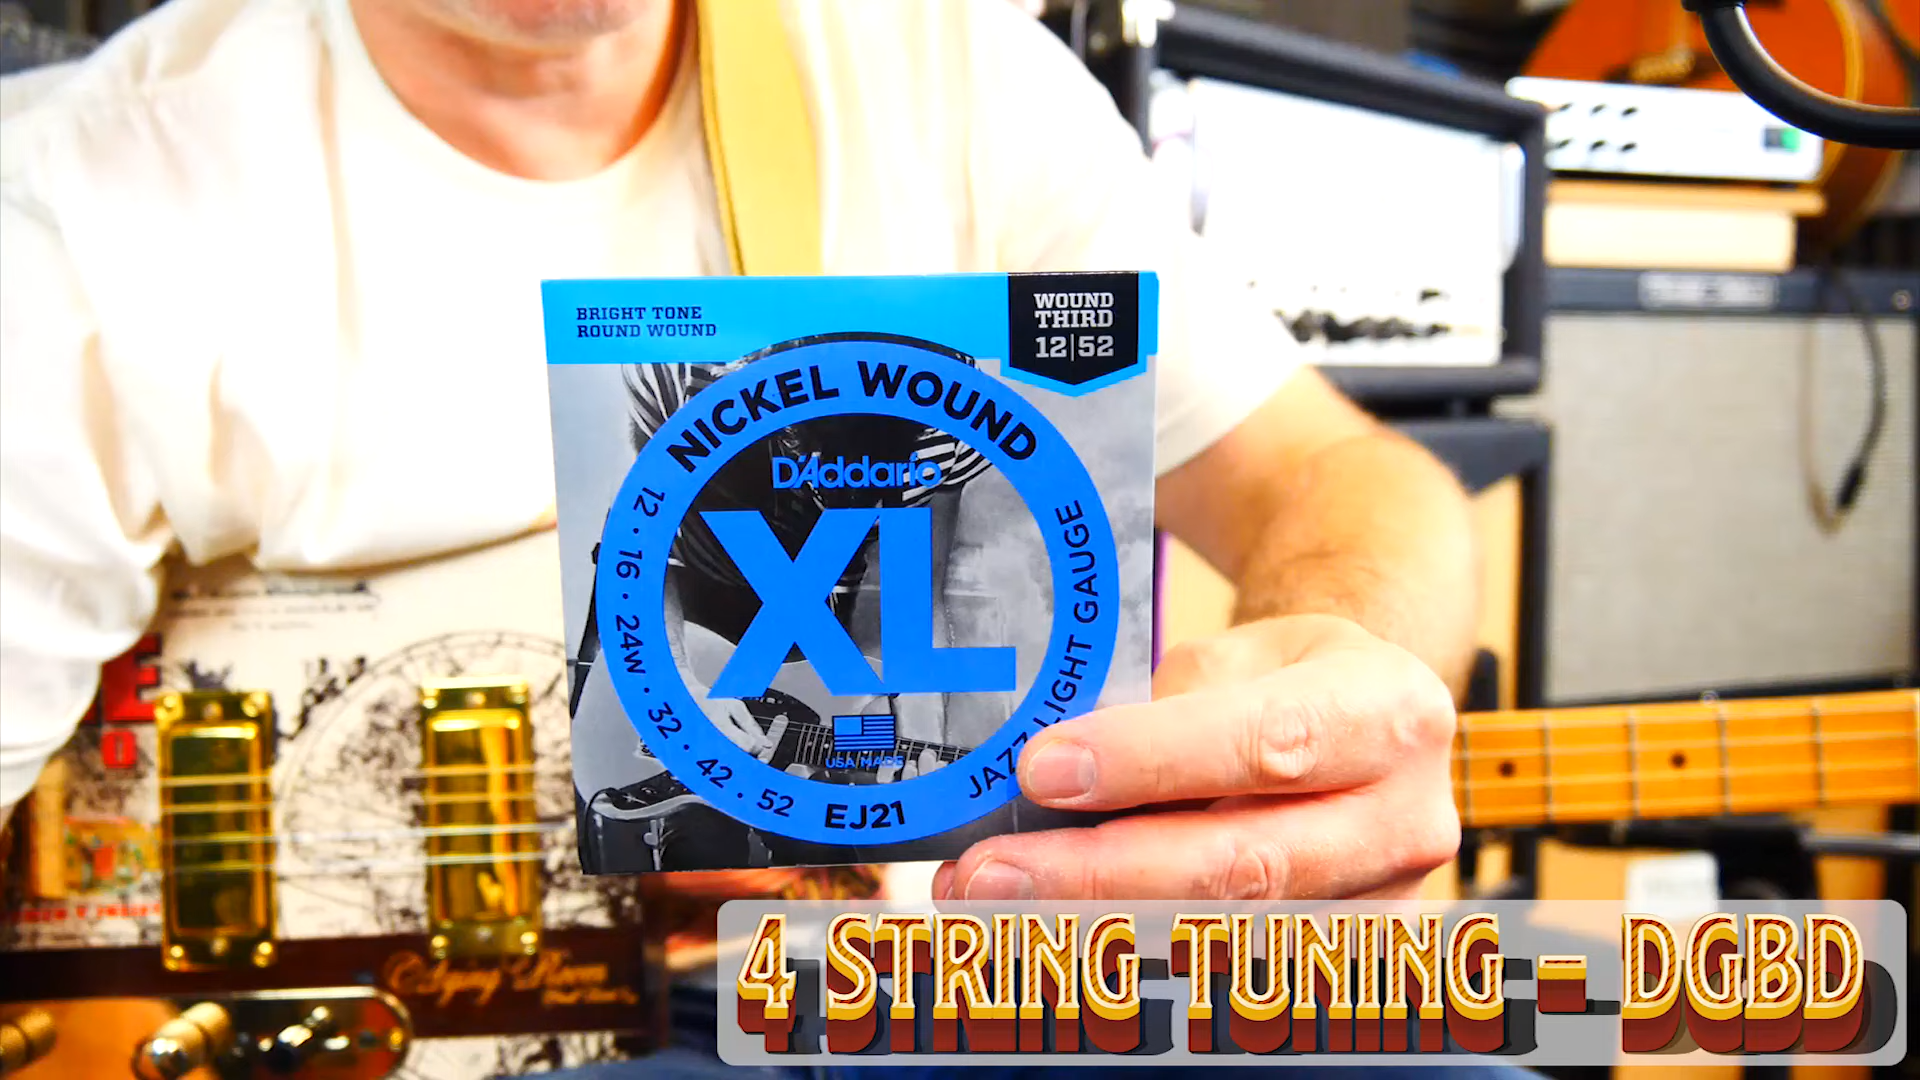 BRIGHT TONE
ROUND WOUND
WOUND
THIRD
12|52
NICKEL WOUND
D'Addario
XL
12 · 16 · 24W · 32 · 42 · 52
EJ21
JAZZ LIGHT GAUGE
USA MADE
4 STRING TUNING – DGBD